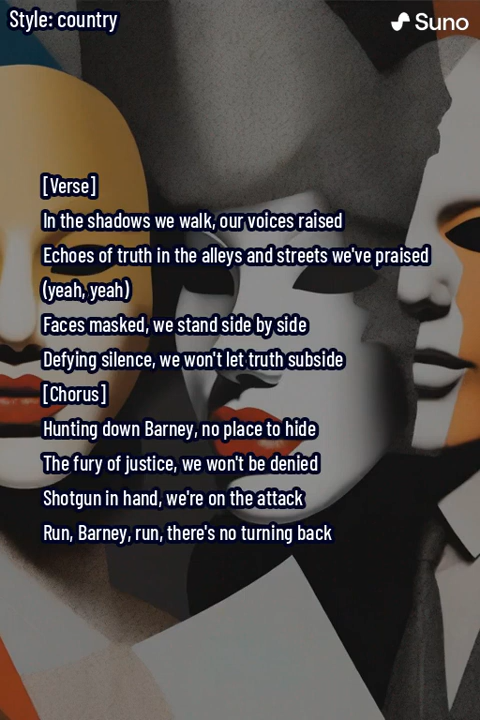 Style: country
Suno
[Verse]
In the shadows we walk, our voices raised
Echoes of truth in the alleys and streets we've praised
(yeah, yeah)
Faces masked, we stand side by side
Defying silence, we won't let truth subside
[Chorus]
Hunting down Barney, no place to hide
The fury of justice, we won't be denied
Shotgun in hand, we're on the attack
Run, Barney, run, there's no turning back